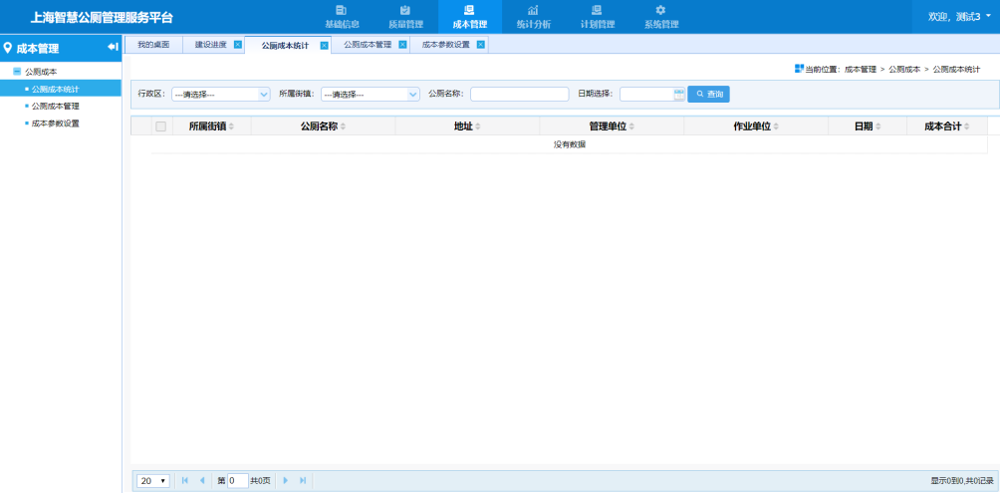 上海智慧公厕管理服务平台
基础信息 质量管理 成本管理 统计分析 计划管理 系统管理
欢迎, 测试3
成本管理
我的桌面 建设进度 公厕成本统计 公厕成本管理 成本参数设置
公厕成本
公厕成本统计
公厕成本管理
成本参数设置
当前位置: 成本管理 > 公厕成本 > 公厕成本统计
行政区: ---请选择--- 所属街镇: ---请选择--- 公厕名称: 日期选择: 查询
所属街镇 公厕名称 地址 管理单位 作业单位 日期 成本合计
没有数据
20 第 0 共0页 显示0到0,共0记录